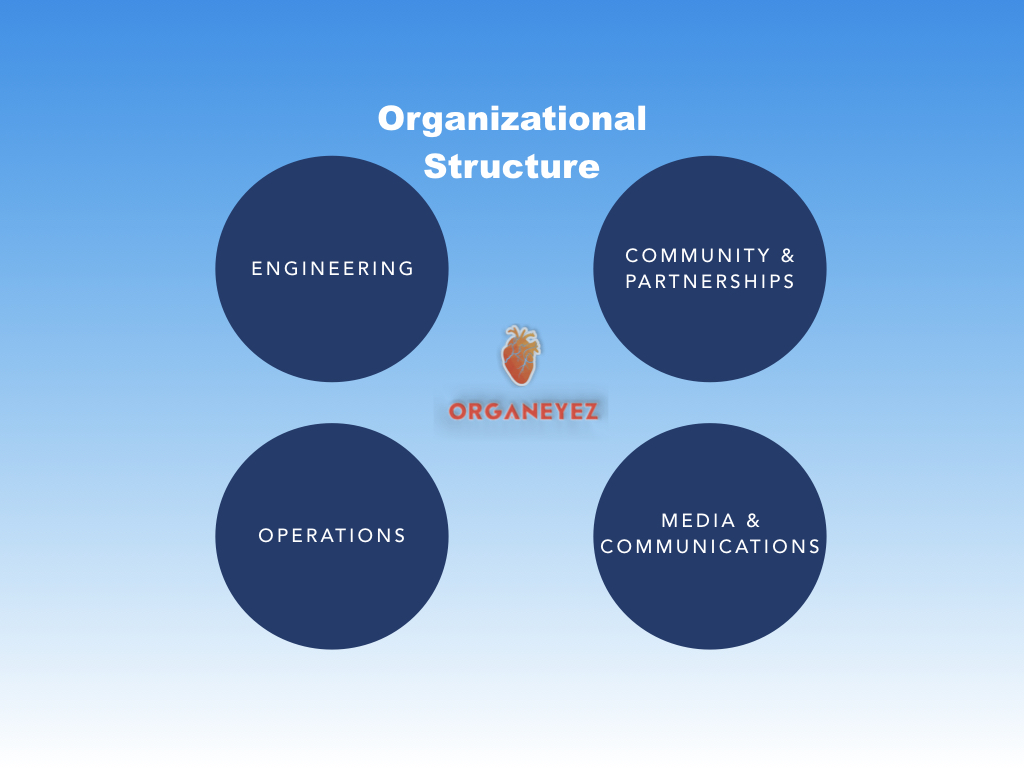 Organizational
Structure
ENGINEERING
COMMUNITY &
PARTNERSHIPS
ORGANEYEZ
OPERATIONS
MEDIA &
COMMUNICATIONS